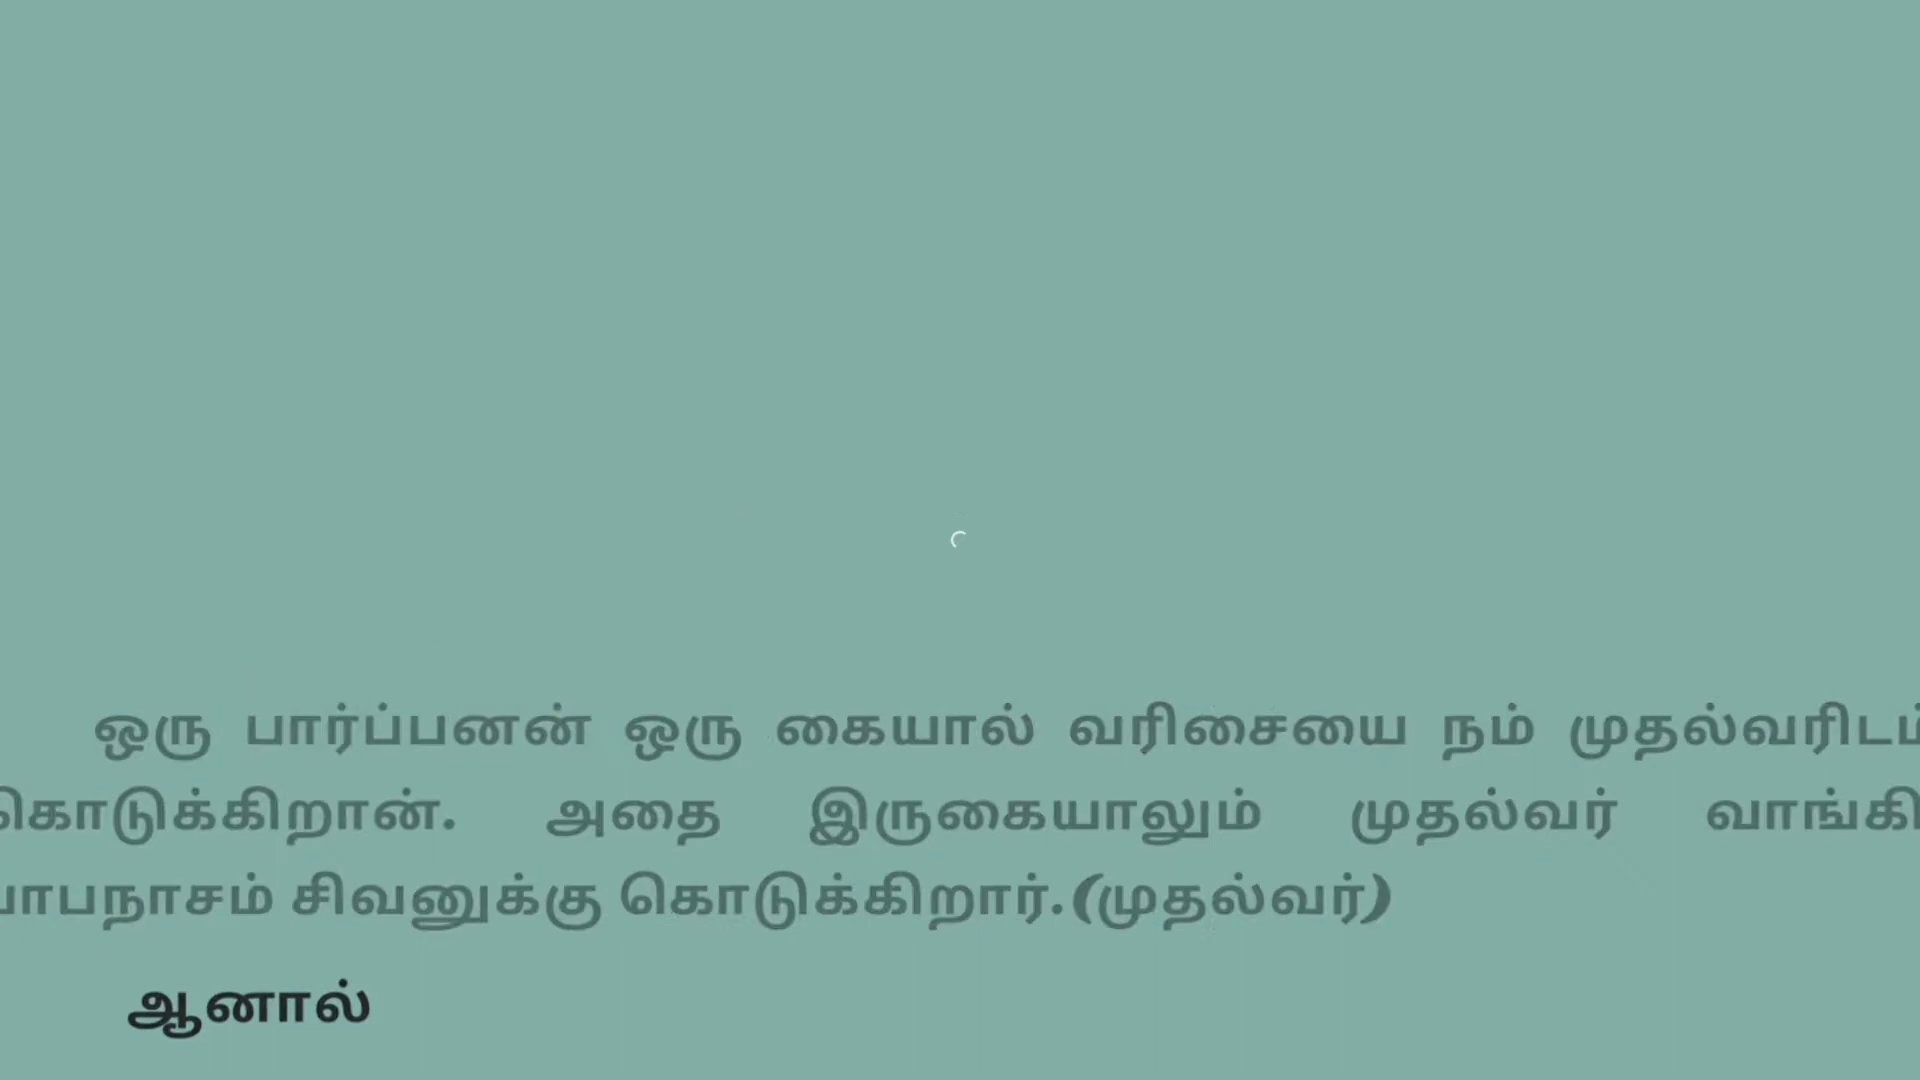 ஒரு பார்ப்பனன் ஒரு கையால் வரிசையை நம் முதல்வரிடம்
கொடுக்கிறான். அதை இருகையாலும் முதல்வர் வாங்கி
பாபநாசம் சிவனுக்கு கொடுக்கிறார்.(முதல்வர்)
ஆனால்